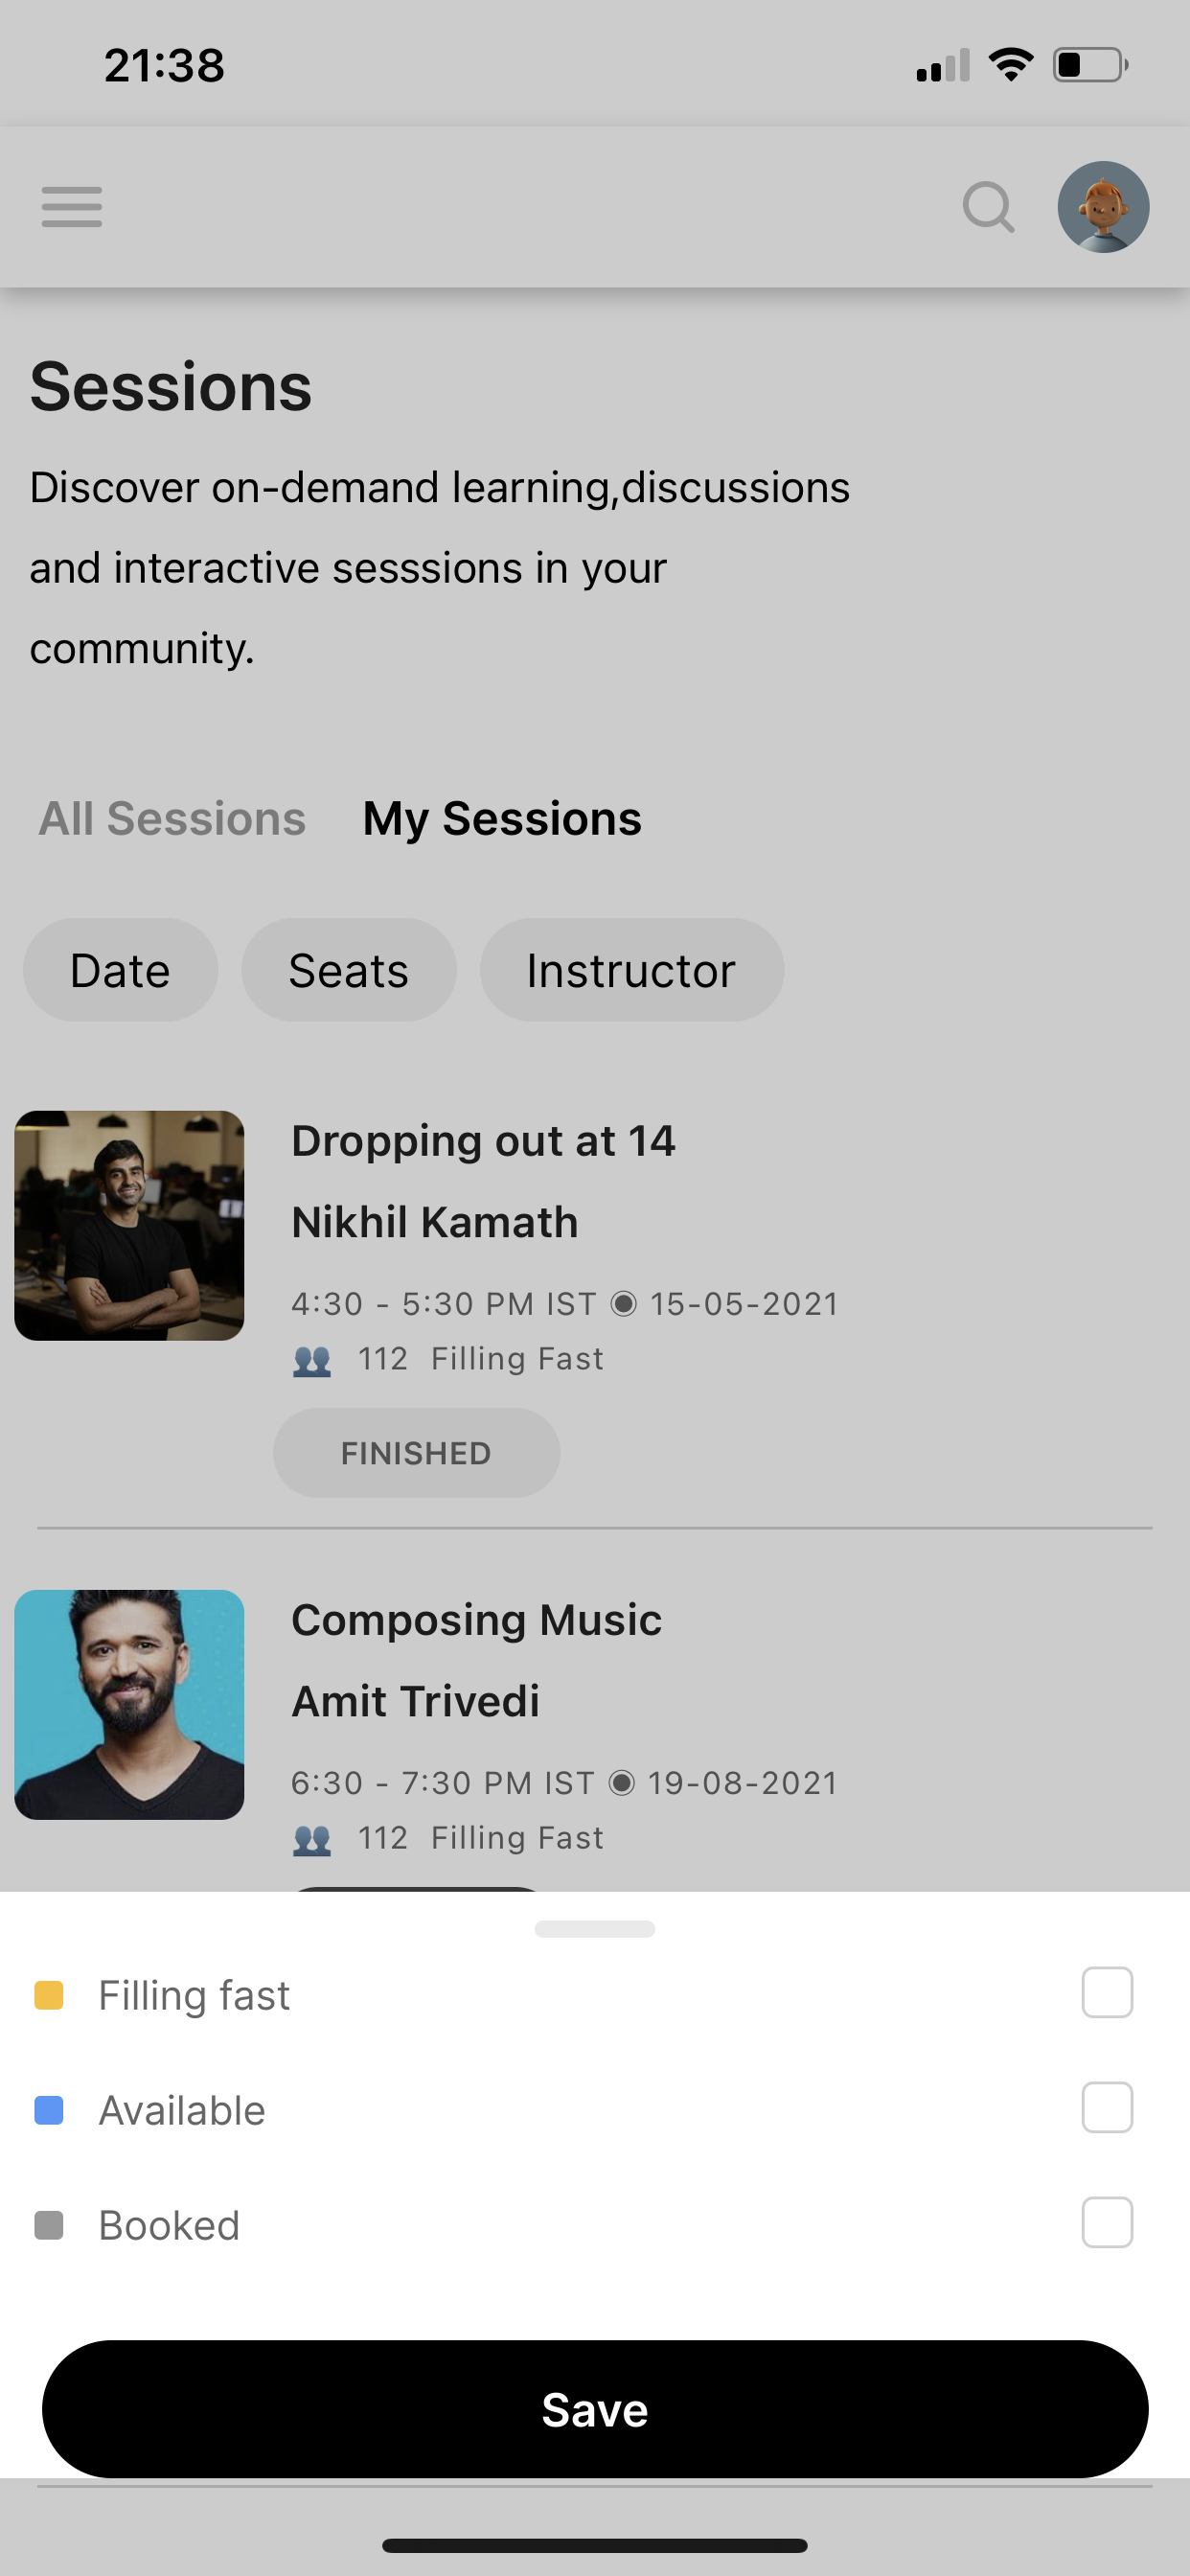 21:38
Sessions
Discover on-demand learning,discussions
and interactive sesssions in your
community.
All Sessions My Sessions
Date Seats Instructor
Dropping out at 14
Nikhil Kamath
4:30 - 5:30 PM IST ◉ 15-05-2021
👥 112 Filling Fast
FINISHED
Composing Music
Amit Trivedi
6:30 - 7:30 PM IST ◉ 19-08-2021
👥 112 Filling Fast
Filling fast
Available
Booked
Save